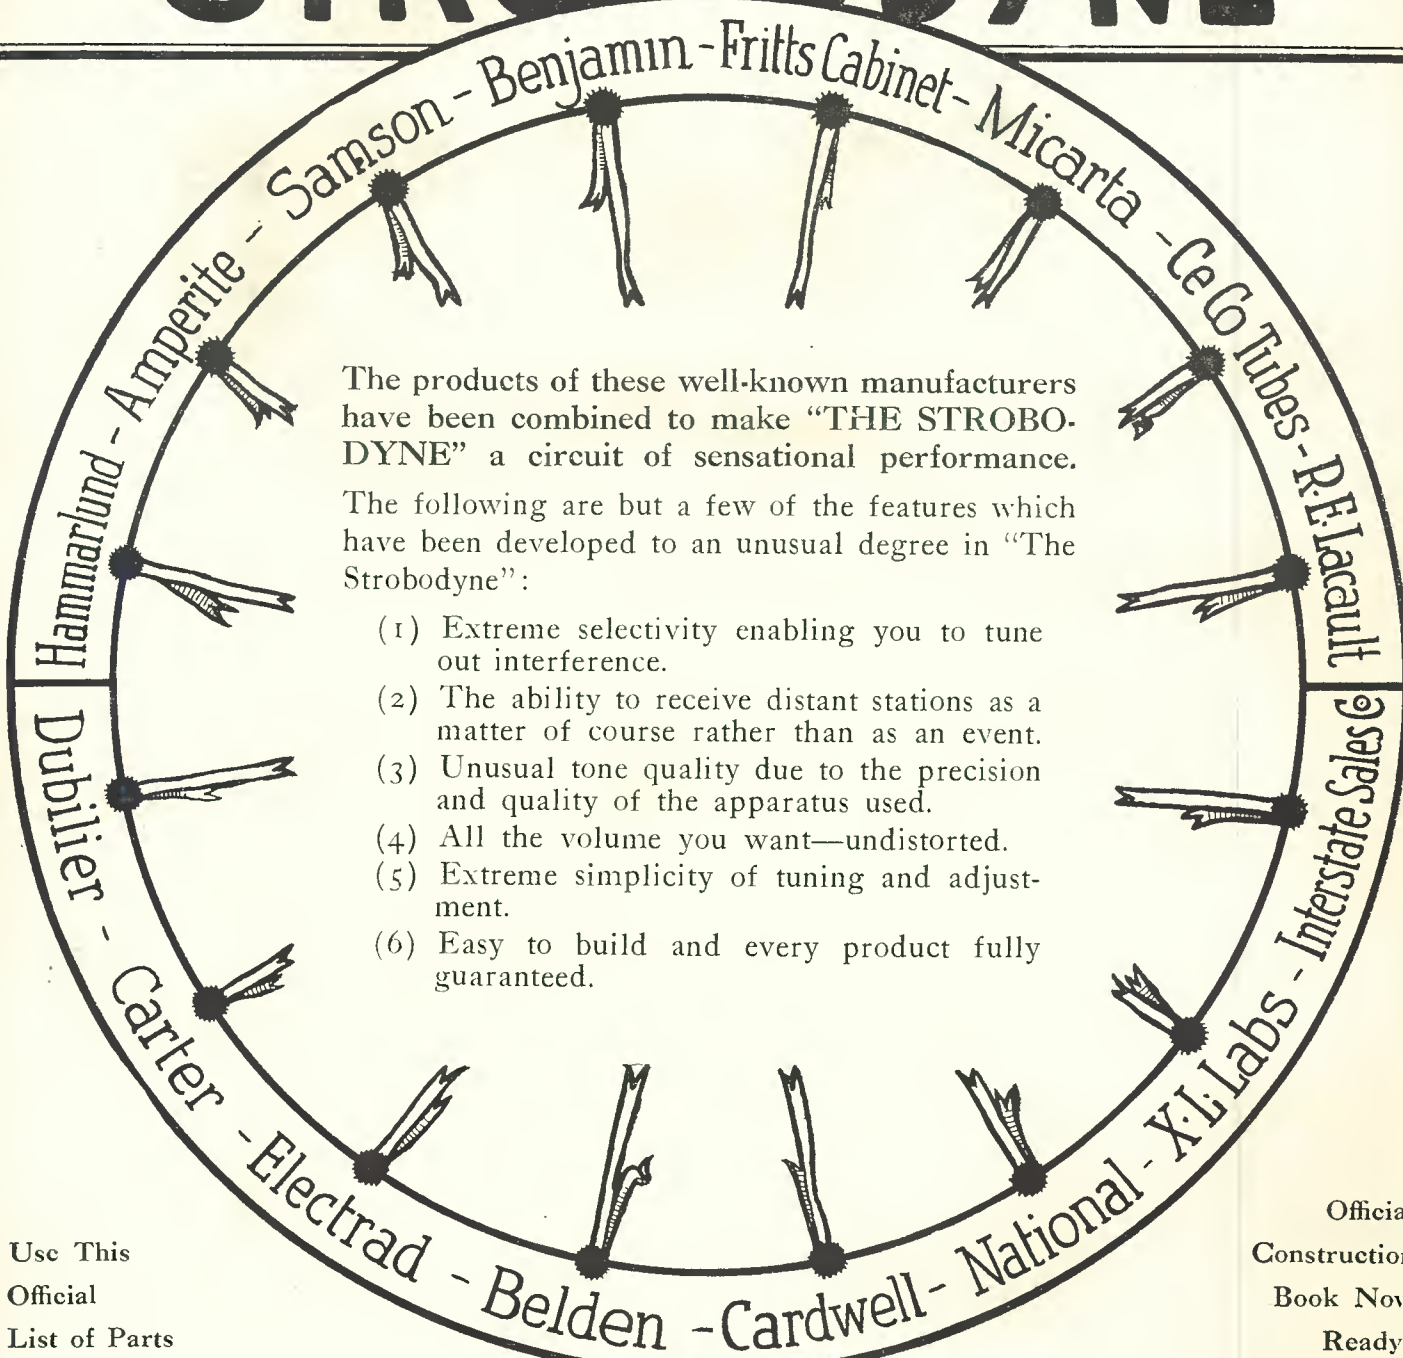 Hammarlund - Amperite - Samson - Benjamin - Fritts Cabinet - Micarta - CeCo Tubes - R.E. Lacault
The products of these well-known manufacturers
have been combined to make “THE STROBO-
DYNE” a circuit of sensational performance.
The following are but a few of the features which
have been developed to an unusual degree in “The
Strobodyne”:
(1) Extreme selectivity enabling you to tune
out interference.
(2) The ability to receive distant stations as a
matter of course rather than as an event.
(3) Unusual tone quality due to the precision
and quality of the apparatus used.
(4) All the volume you want—undistorted.
(5) Extreme simplicity of tuning and adjust-
ment.
(6) Easy to build and every product fully
guaranteed.
Dubilier - Carter - Electrad - Belden - Cardwell - National - X-L Labs - Interstate Sales Co
Use This
Official
List of Parts
Officia
Construction
Book Now
Ready